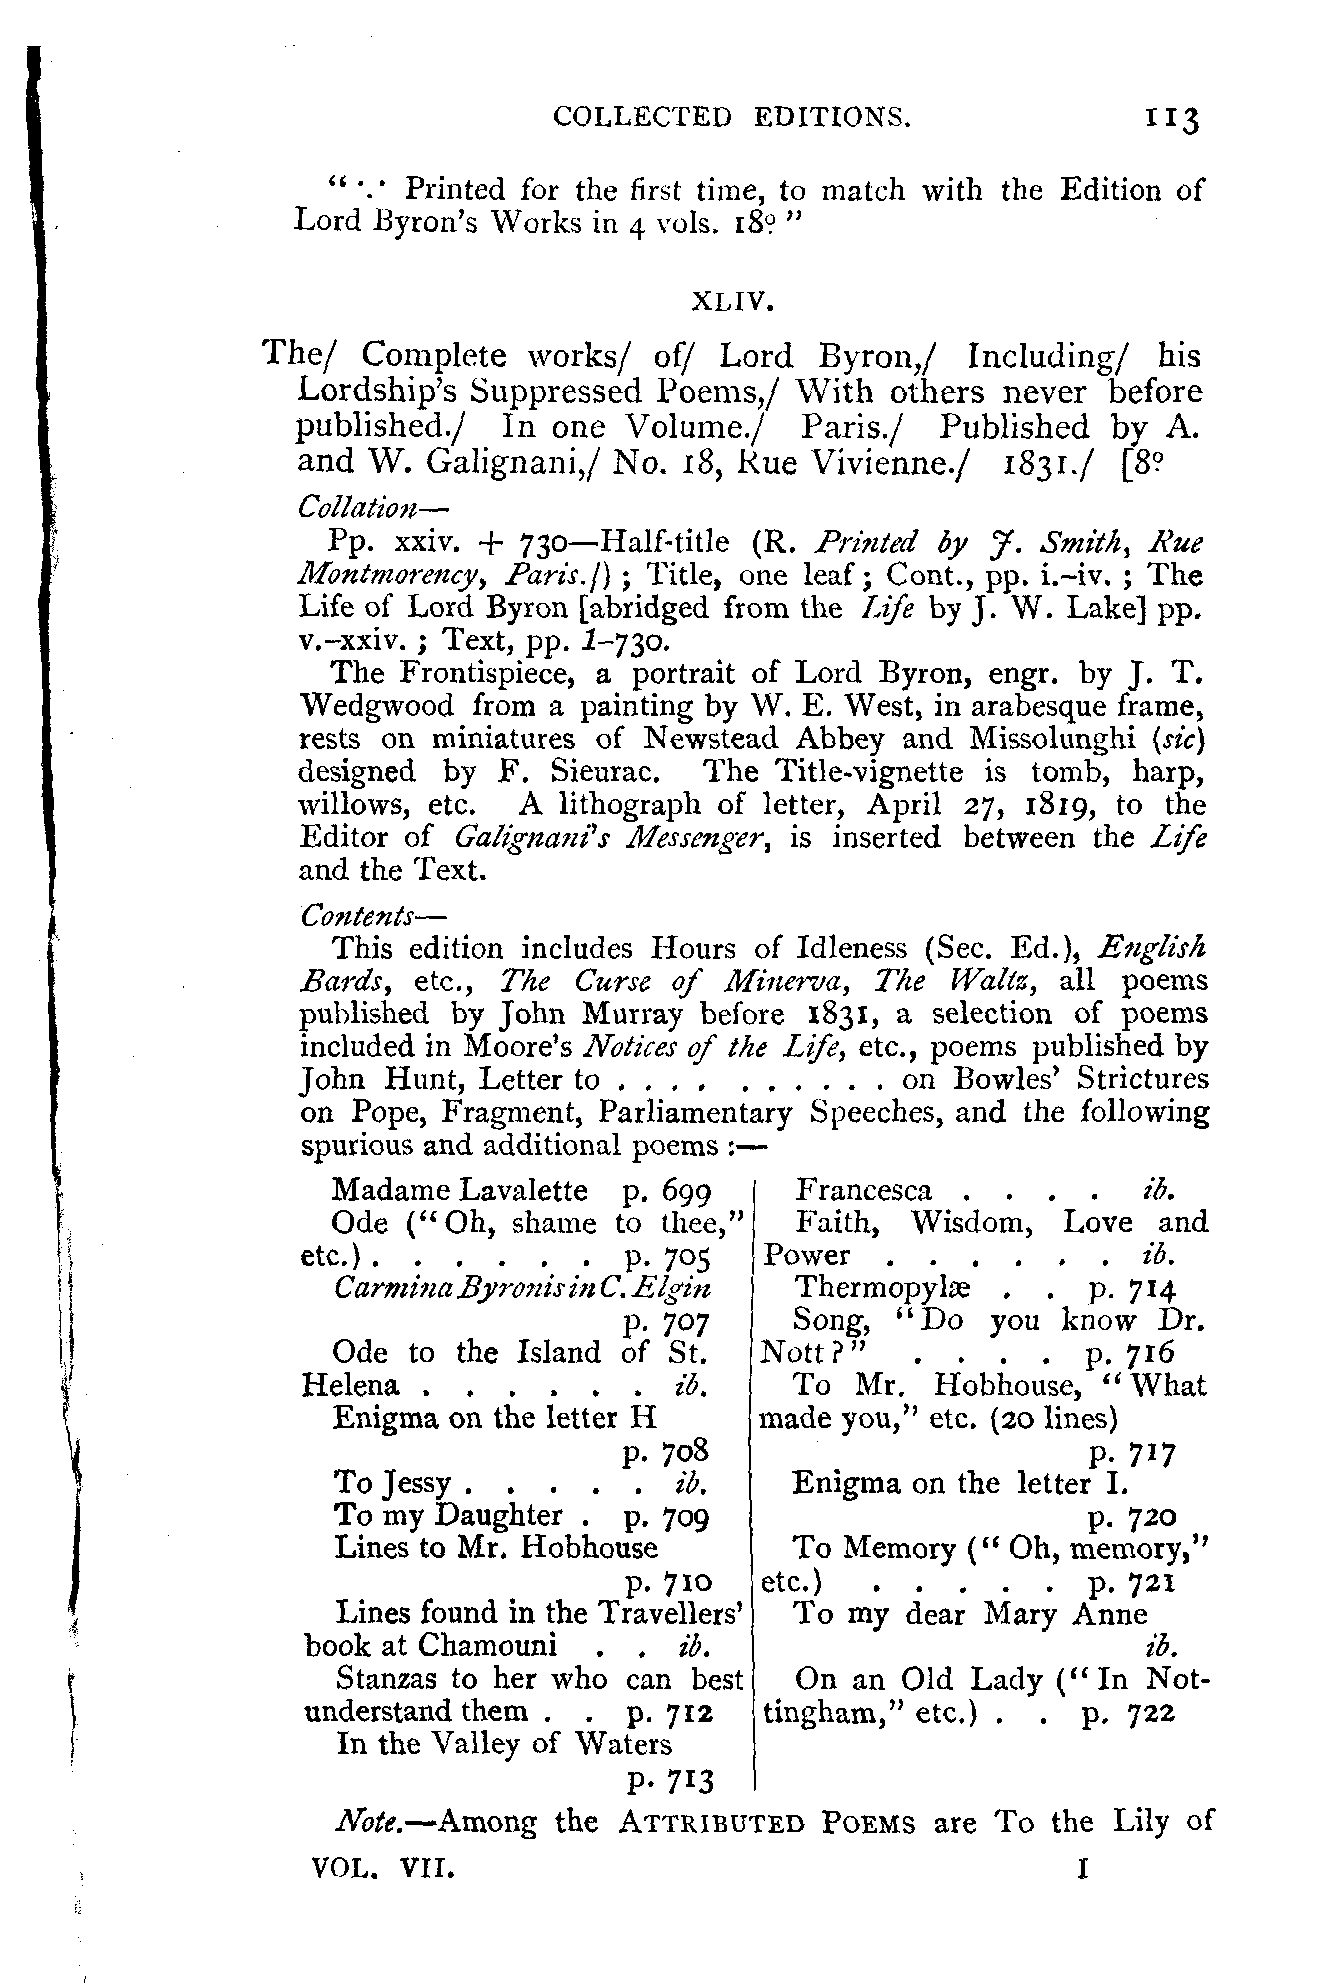 COLLECTED EDITIONS. 113
“ ∵ Printed for the first time, to match with the Edition of
Lord Byron's Works in 4 vols. 18º ”
XLIV.
The/ Complete works/ of/ Lord Byron,/ Including/ his
Lordship's Suppressed Poems,/ With others never before
published./ In one Volume./ Paris./ Published by A.
and W. Galignani,/ No. 18, Rue Vivienne./ 1831./ [8º
Collation—
Pp. xxiv. + 730—Half-title (R. Printed by J. Smith, Rue
Montmorency, Paris./) ; Title, one leaf ; Cont., pp. i.–iv. ; The
Life of Lord Byron [abridged from the Life by J. W. Lake] pp.
v.–xxiv. ; Text, pp. 1–730.
The Frontispiece, a portrait of Lord Byron, engr. by J. T.
Wedgwood from a painting by W. E. West, in arabesque frame,
rests on miniatures of Newstead Abbey and Missolunghi (sic)
designed by F. Sieurac. The Title-vignette is tomb, harp,
willows, etc. A lithograph of letter, April 27, 1819, to the
Editor of Galignani's Messenger, is inserted between the Life
and the Text.
Contents—
This edition includes Hours of Idleness (Sec. Ed.), English
Bards, etc., The Curse of Minerva, The Waltz, all poems
published by John Murray before 1831, a selection of poems
included in Moore's Notices of the Life, etc., poems published by
John Hunt, Letter to . . . . . . . . . . on Bowles' Strictures
on Pope, Fragment, Parliamentary Speeches, and the following
spurious and additional poems :—
Madame Lavalette p. 699
Ode (“ Oh, shame to thee,”
etc.) . . . . . . p. 705
Carmina Byronis in C. Elgin
p. 707
Ode to the Island of St.
Helena . . . . . . ib.
Enigma on the letter H
p. 708
To Jessy . . . . . ib.
To my Daughter . p. 709
Lines to Mr. Hobhouse
p. 710
Lines found in the Travellers'
book at Chamouni . . ib.
Stanzas to her who can best
understand them . . p. 712
In the Valley of Waters
p. 713
Francesca . . . . ib.
Faith, Wisdom, Love and
Power . . . . . . ib.
Thermopylæ . . p. 714
Song, “ Do you know Dr.
Nott ? ” . . . . p. 716
To Mr. Hobhouse, “ What
made you,” etc. (20 lines)
p. 717
Enigma on the letter I.
p. 720
To Memory (“ Oh, memory,”
etc.) . . . . . p. 721
To my dear Mary Anne
ib.
On an Old Lady (“ In Not-
tingham,” etc.) . . p. 722
Note.—Among the ATTRIBUTED POEMS are To the Lily of
VOL. VII. I